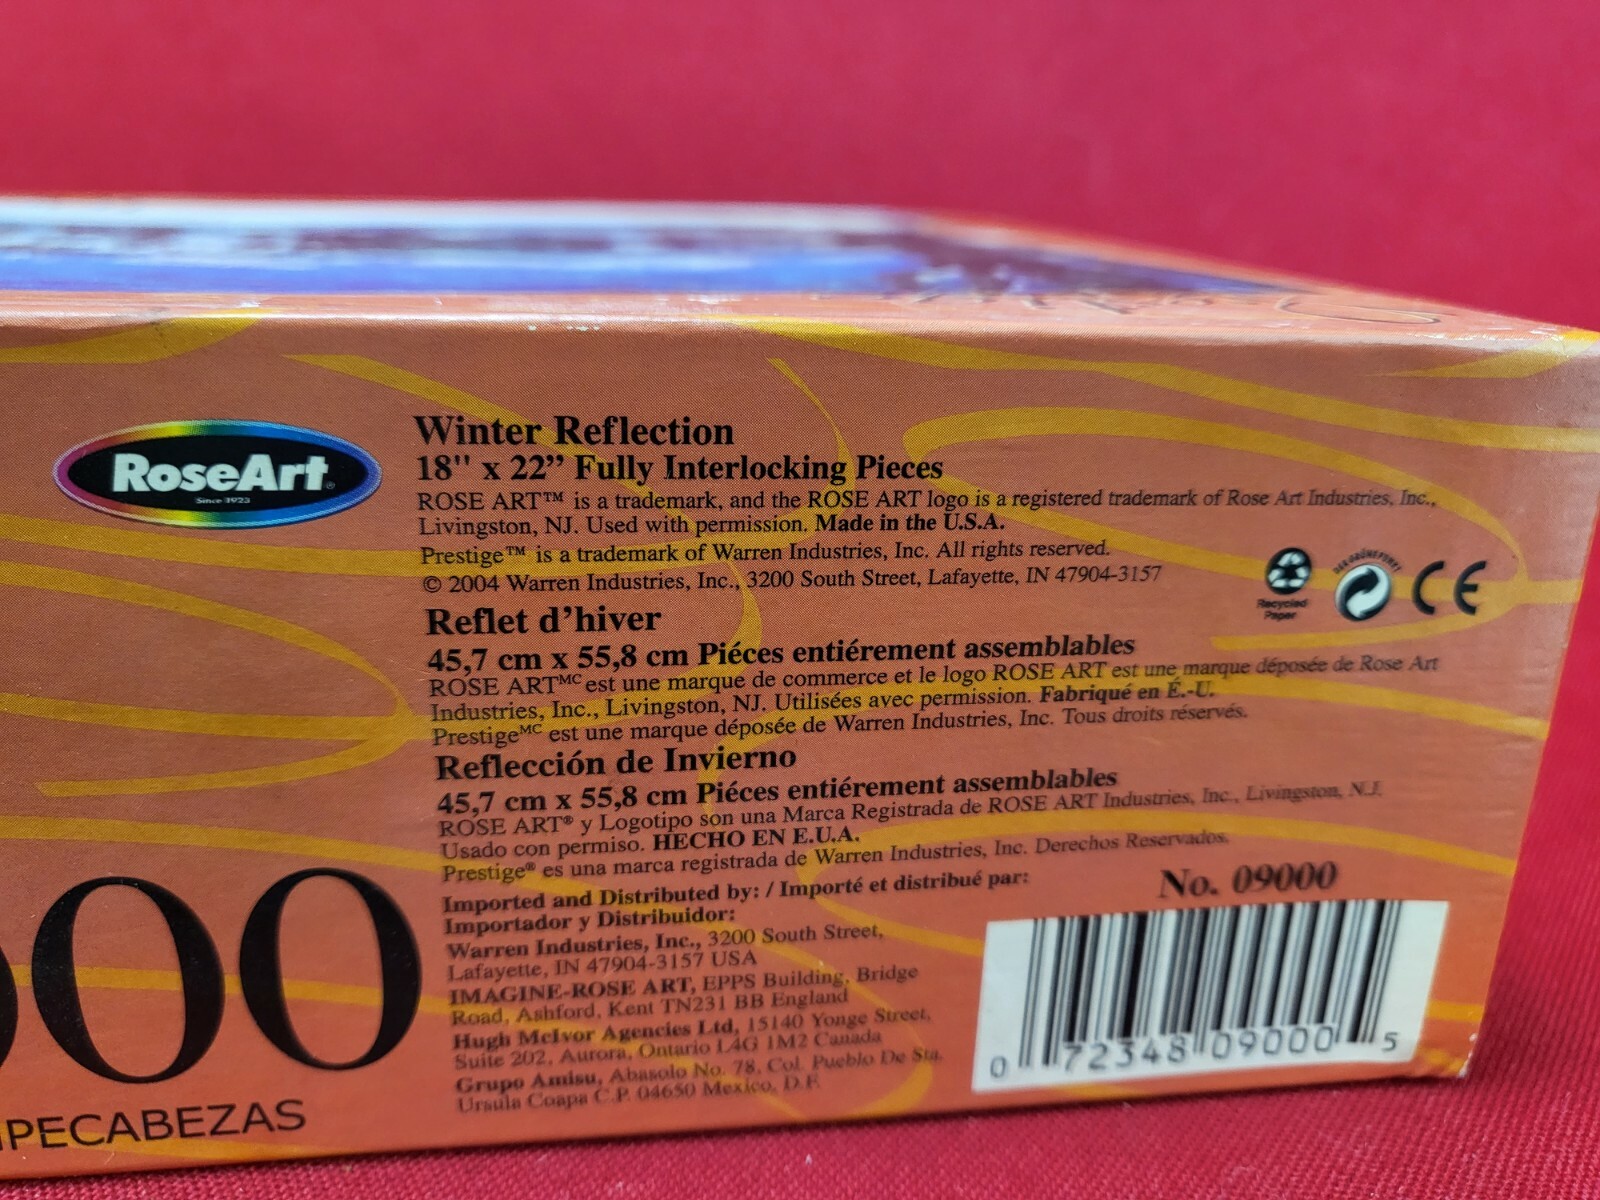 RoseArt®
Since 1923
Winter Reflection
18" x 22” Fully Interlocking Pieces
ROSE ART™ is a trademark, and the ROSE ART logo is a registered trademark of Rose Art Industries, Inc.,
Livingston, NJ. Used with permission. Made in the U.S.A.
Prestige™ is a trademark of Warren Industries, Inc. All rights reserved.
© 2004 Warren Industries, Inc., 3200 South Street, Lafayette, IN 47904-3157
Recycled
Paper
DER GRÜNE PUNKT
CE
Reflet d’hiver
45,7 cm x 55,8 cm Piéces entiérement assemblables
ROSE ARTᴹᶜ est une marque de commerce et le logo ROSE ART est une marque déposée de Rose Art
Industries, Inc., Livingston, NJ. Utilisées avec permission. Fabriqué en É.-U.
Prestigeᴹᶜ est une marque déposée de Warren Industries, Inc. Tous droits réservés.
Reflección de Invierno
45,7 cm x 55,8 cm Piéces entiérement assemblables
ROSE ART® y Logotipo son una Marca Registrada de ROSE ART Industries, Inc., Livingston, N.J.
Usado con permiso. HECHO EN E.U.A.
Prestige® es una marca registrada de Warren Industries, Inc. Derechos Reservados.
Imported and Distributed by: / Importé et distribué par:
Importador y Distribuidor:
Warren Industries, Inc., 3200 South Street,
Lafayette, IN 47904-3157 USA
IMAGINE-ROSE ART, EPPS Building, Bridge
Road, Ashford, Kent TN231 BB England
Hugh McIvor Agencies Ltd, 15140 Yonge Street,
Suite 202, Aurora, Ontario L4G 1M2 Canada
Grupo Amisu, Abasolo No. 78, Col. Pueblo De Sta.
Ursula Coapa C.P. 04650 Mexico, D.F.
No. 09000
0 72348 09000 5
00
PECABEZAS